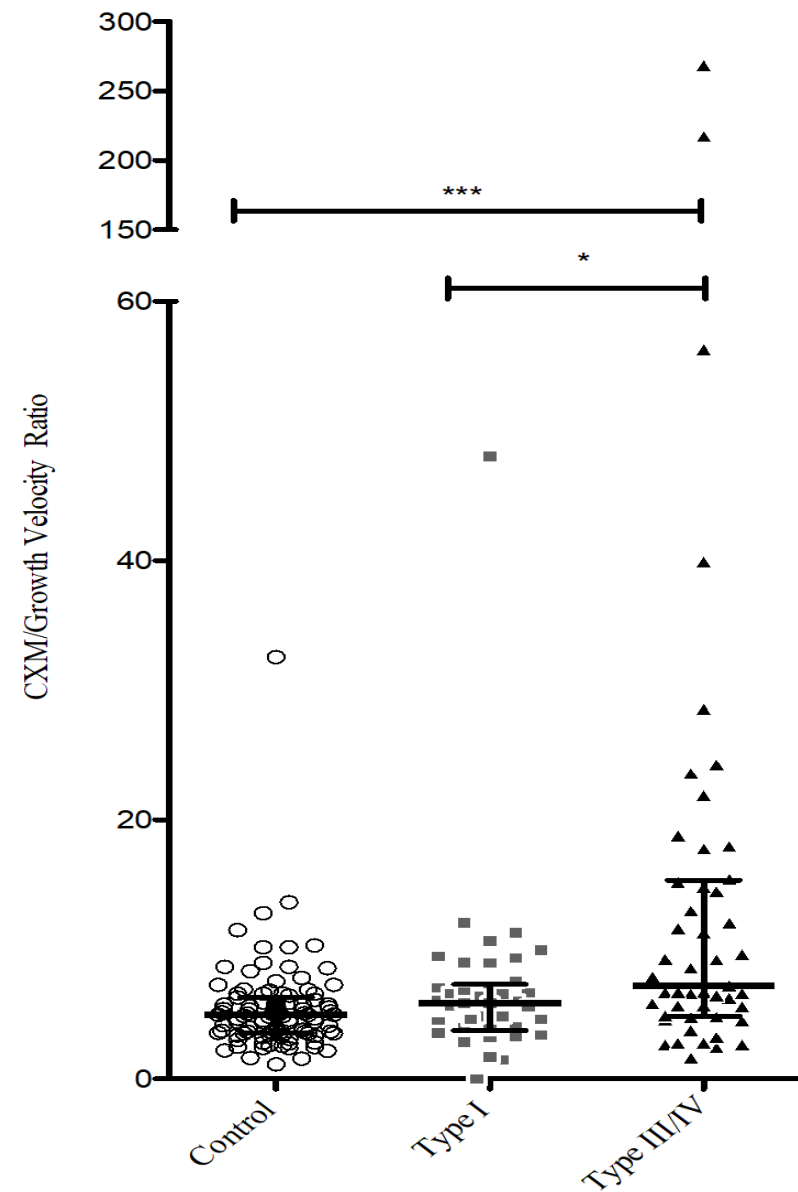 300
250
200
***
150
*
60
CXM/Growth Velocity Ratio
40
20
0
Control
Type I
Type III/IV